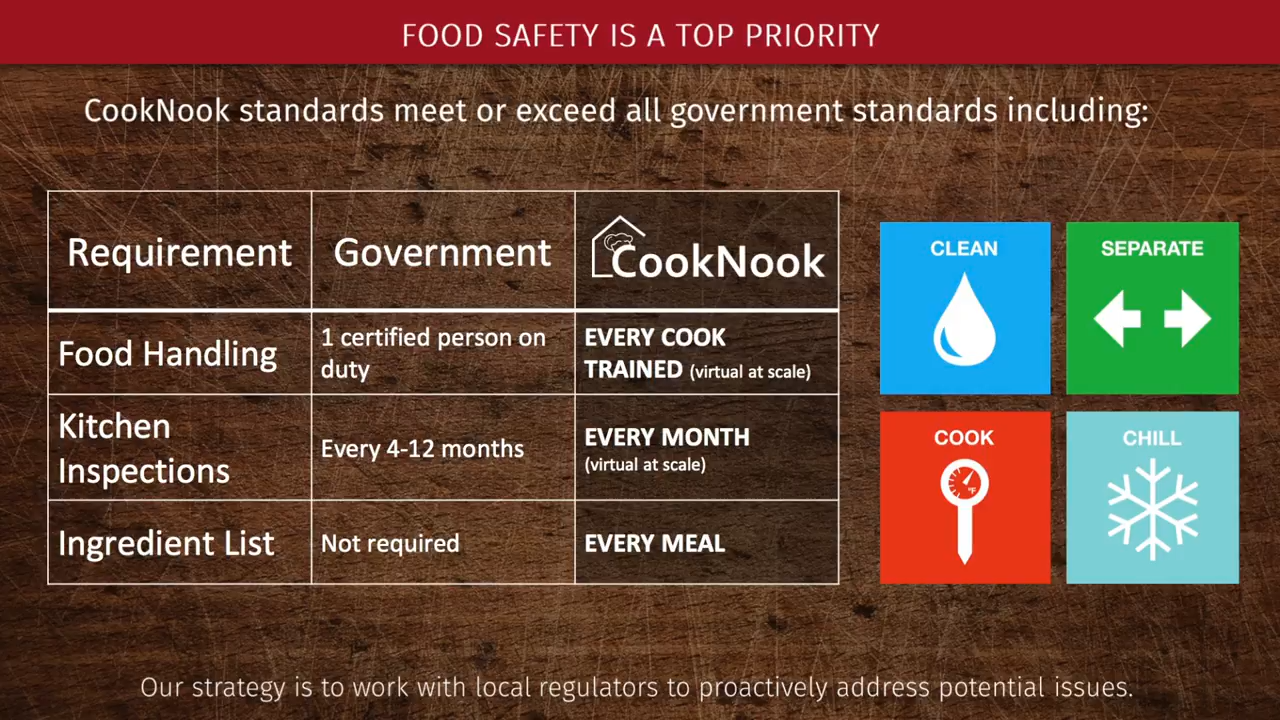 FOOD SAFETY IS A TOP PRIORITY
CookNook standards meet or exceed all government standards including:
Requirement
Government
CookNook
Food Handling
1 certified person on
duty
EVERY COOK
TRAINED (virtual at scale)
Kitchen
Inspections
Every 4-12 months
EVERY MONTH
(virtual at scale)
Ingredient List
Not required
EVERY MEAL
CLEAN
SEPARATE
COOK
°F
CHILL
Our strategy is to work with local regulators to proactively address potential issues.